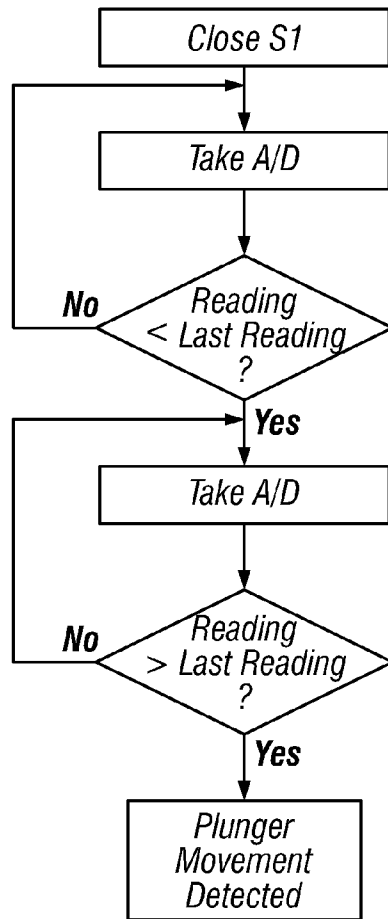 Close S1
Take A/D
No
Reading
< Last Reading
?
Yes
Take A/D
No
Reading
> Last Reading
?
Yes
Plunger
Movement
Detected